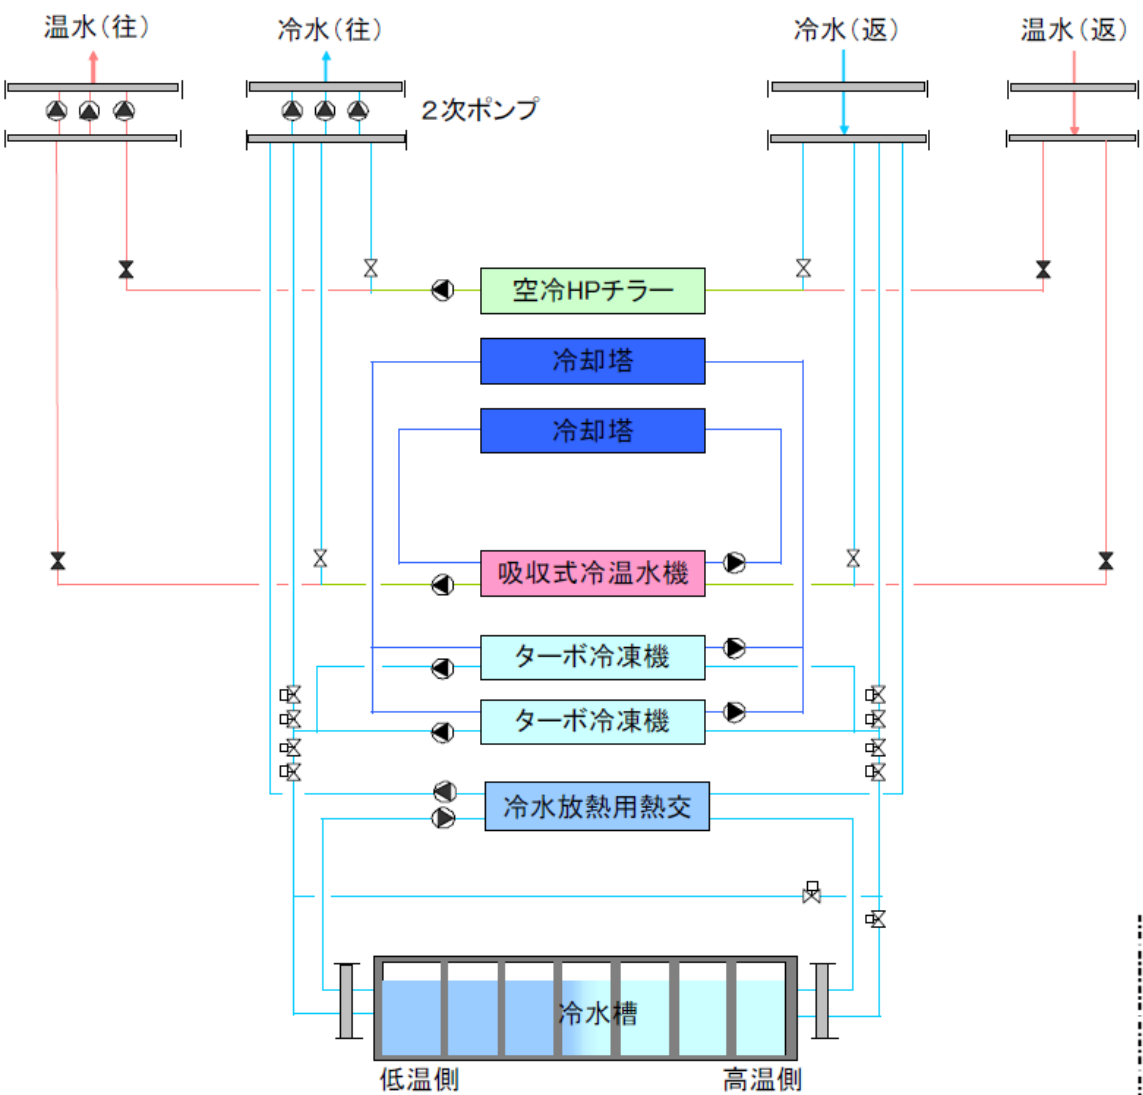 温水（往）
冷水（往）
冷水（返）
温水（返）
２次ポンプ
空冷HPチラー
冷却塔
冷却塔
吸収式冷温水機
ターボ冷凍機
ターボ冷凍機
冷水放熱用熱交
冷水槽
低温側
高温側